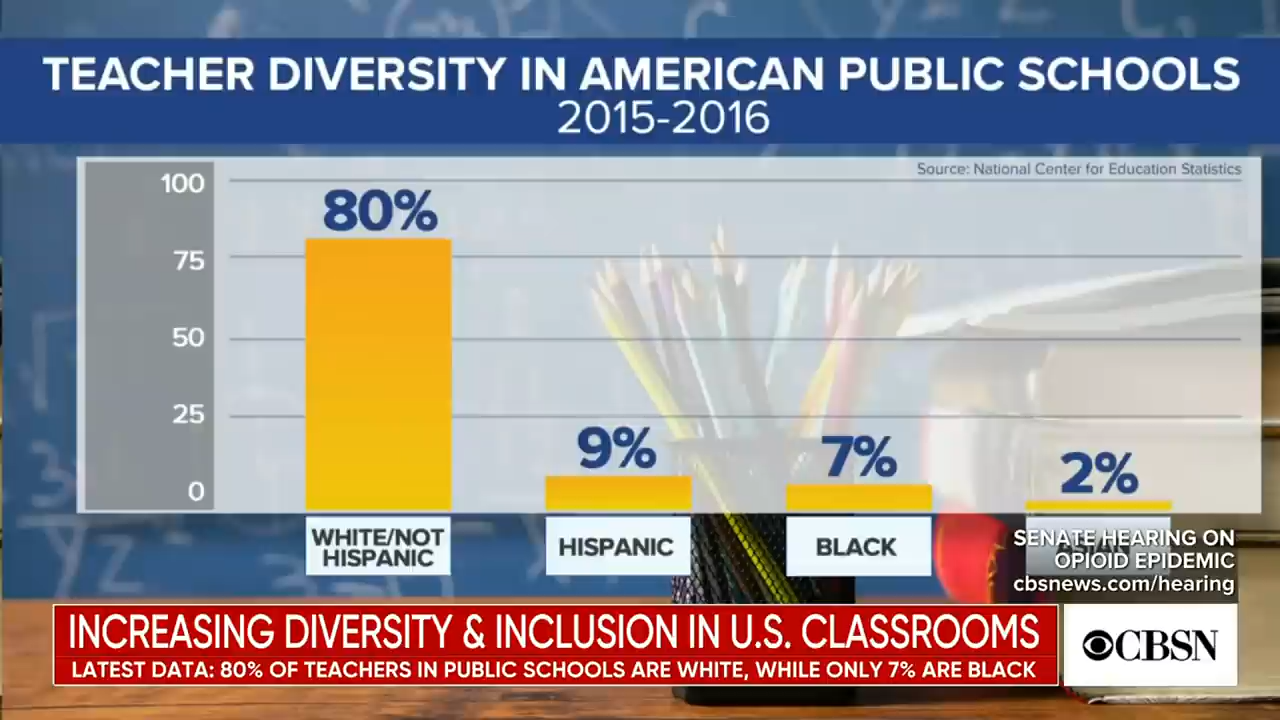 TEACHER DIVERSITY IN AMERICAN PUBLIC SCHOOLS
2015-2016
Source: National Center for Education Statistics
100
75
50
25
0
80%
9%
7%
2%
WHITE/NOT
HISPANIC
HISPANIC
BLACK
SENATE HEARING ON
OPIOID EPIDEMIC
cbsnews.com/hearing
INCREASING DIVERSITY & INCLUSION IN U.S. CLASSROOMS
LATEST DATA: 80% OF TEACHERS IN PUBLIC SCHOOLS ARE WHITE, WHILE ONLY 7% ARE BLACK
CBSN